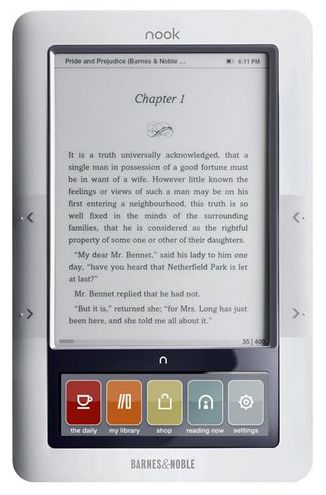 nook
Pride and Prejudice (Barnes & Noble ...
6:11 PM
Chapter 1
It is a truth universally acknowledged, that a
single man in possession of a good fortune must
be in want of a wife. However little known the
feelings or views of such a man may be on his
first entering a neighbourhood, this truth is so
well fixed in the minds of the surrounding
families, that he is considered as the rightful
property of some one or other of their daughters.
“My dear Mr. Bennet,” said his lady to him one
day, “have you heard that Netherfield Park is let
at last?”
Mr. Bennet replied that he had not.
“But it is,” returned she; “for Mrs. Long has just
been here, and she told me all about it.”
35 | 409
n
the daily
my library
shop
reading now
settings
BARNES&NOBLE